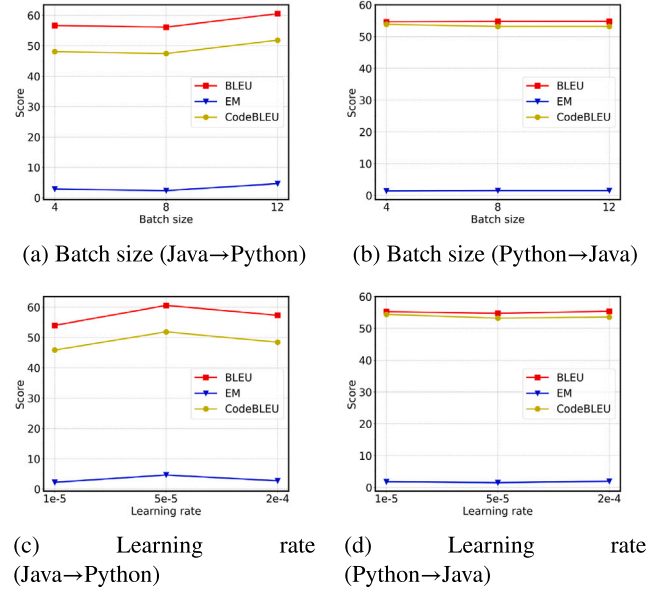 60
50
40
30
20
10
0
Score
BLEU
EM
CodeBLEU
4 8 12
Batch size
(a) Batch size (Java→Python)
60
50
40
30
20
10
0
Score
BLEU
EM
CodeBLEU
4 8 12
Batch size
(b) Batch size (Python→Java)
60
50
40
30
20
10
0
Score
BLEU
EM
CodeBLEU
1e-5 5e-5 2e-4
Learning rate
(c) Learning rate
(Java→Python)
60
50
40
30
20
10
0
Score
BLEU
EM
CodeBLEU
1e-5 5e-5 2e-4
Learning rate
(d) Learning rate
(Python→Java)